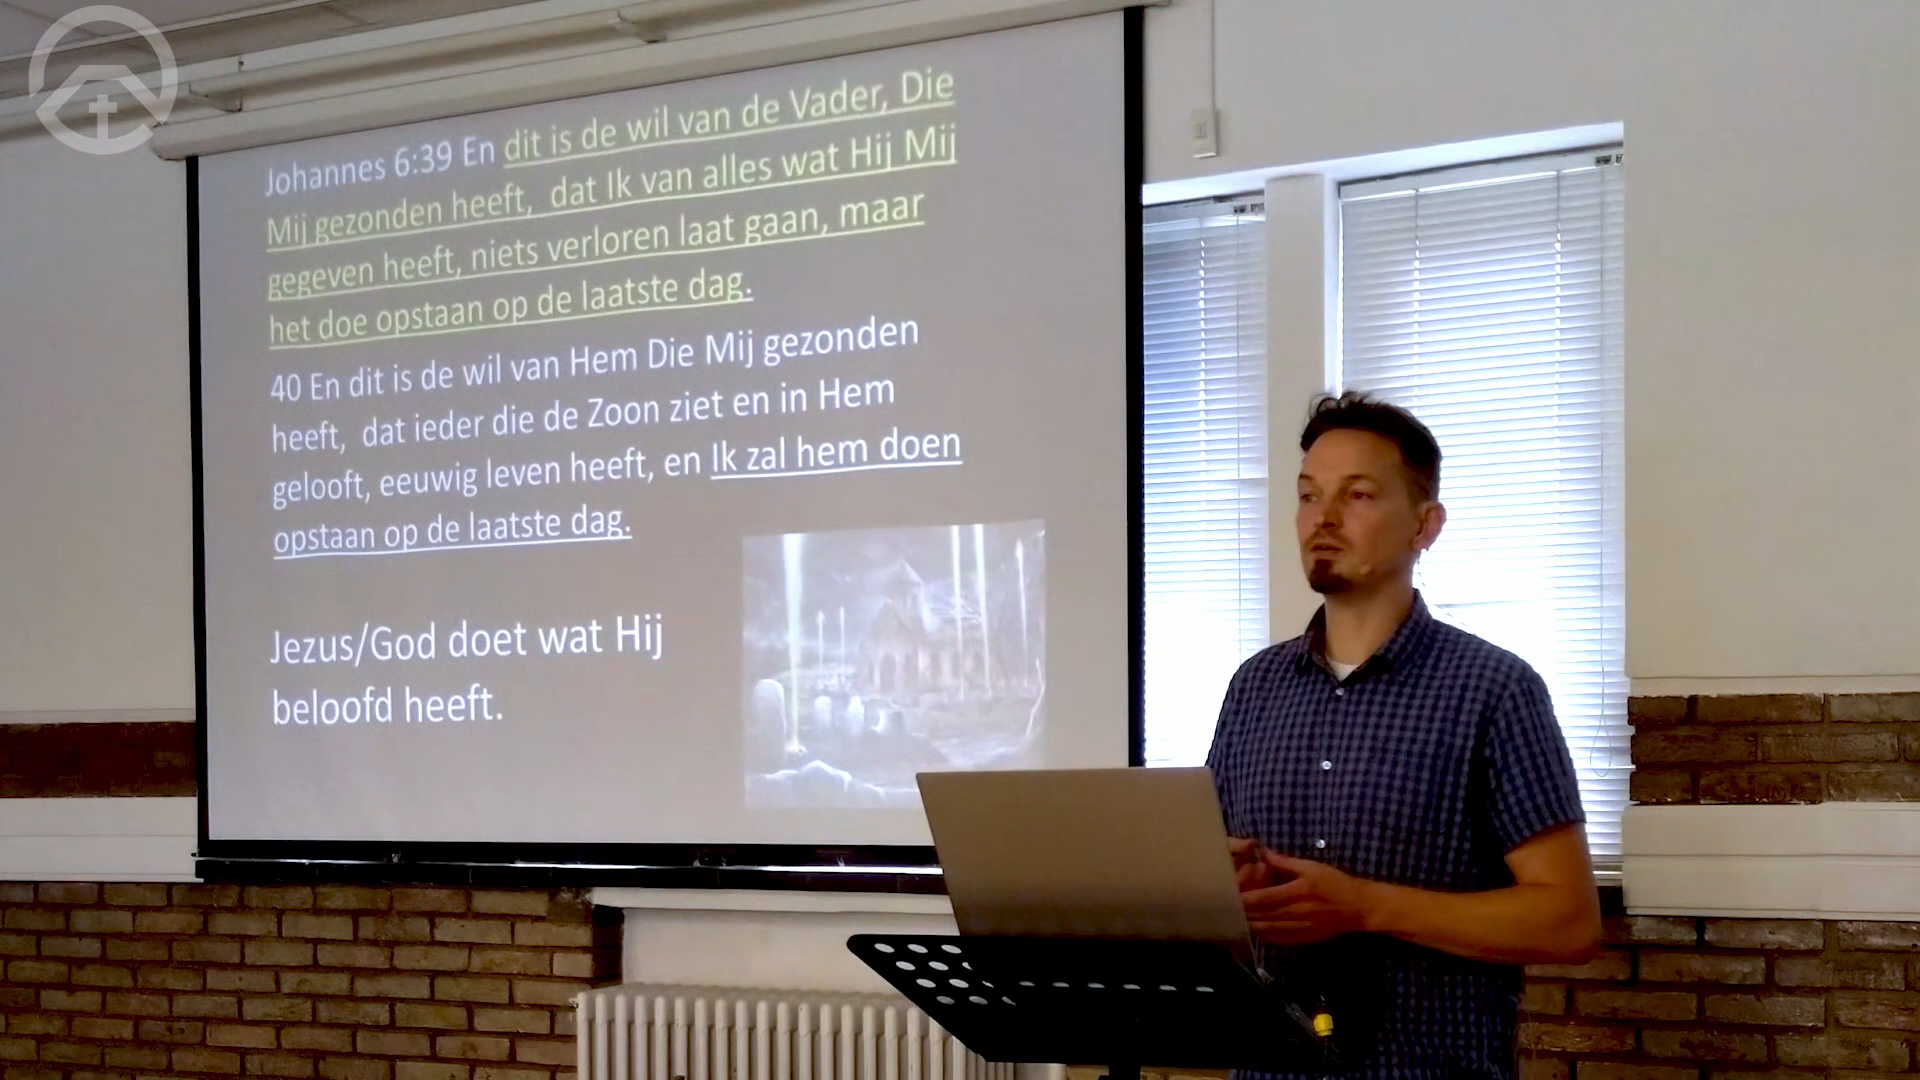 Johannes 6:39 En dit is de wil van de Vader, Die
Mij gezonden heeft, dat Ik van alles wat Hij Mij
gegeven heeft, niets verloren laat gaan, maar
het doe opstaan op de laatste dag.
40 En dit is de wil van Hem Die Mij gezonden
heeft, dat ieder die de Zoon ziet en in Hem
gelooft, eeuwig leven heeft, en Ik zal hem doen
opstaan op de laatste dag.
Jezus/God doet wat Hij
beloofd heeft.